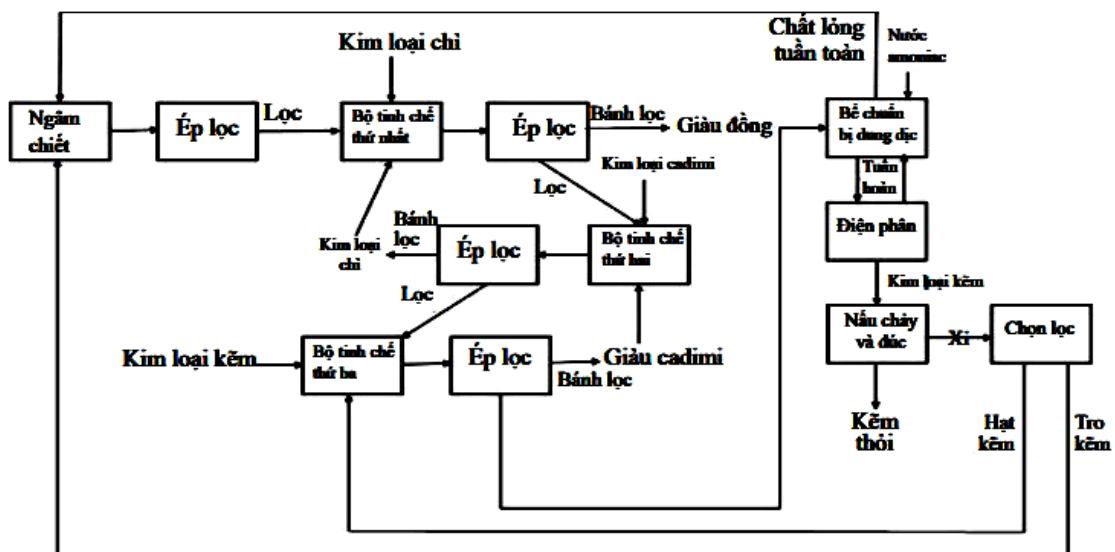 Chất lỏng
tuần toàn
Nước
amoniac
Kim loại chì
Ngâm
chiết
Ép lọc
Lọc
Bộ tinh chế
thứ nhất
Ép lọc
Bánh lọc
Giàu đồng
Bể chuẩn
bị dung dịc
Kim loại cadimi
Lọc
Tuần
hoàn
Kim loại
chì
Bánh
lọc
Ép lọc
Bộ tinh chế
thứ hai
Điện phân
Lọc
Kim loại kẽm
Kim loại kẽm
Bộ tinh chế
thứ ba
Ép lọc
Bánh lọc
Giàu cadimi
Nấu chảy
và đúc
Xỉ
Chọn lọc
Kẽm
thỏi
Hạt
kẽm
Tro
kẽm